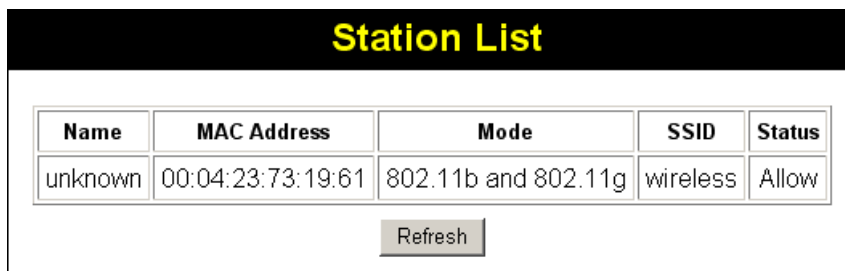 Station List
Name MAC Address Mode SSID Status
unknown 00:04:23:73:19:61 802.11b and 802.11g wireless Allow
Refresh